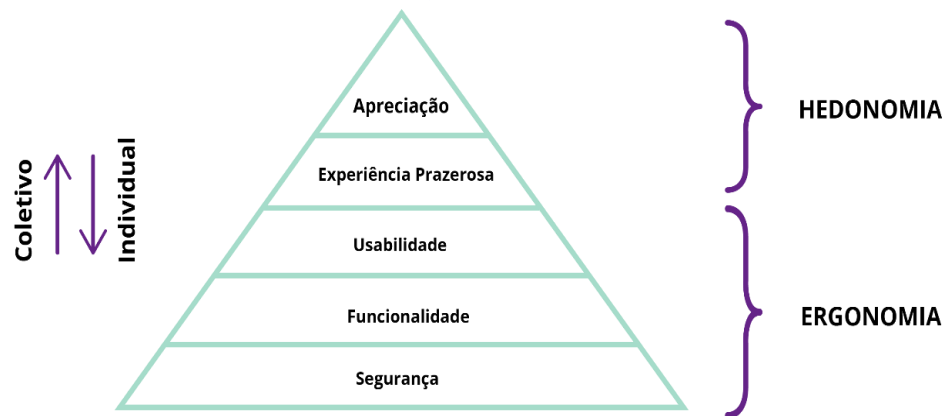 Apreciação
HEDONOMIA
Experiência Prazerosa
Coletivo
Individual
Usabilidade
Funcionalidade
ERGONOMIA
Segurança